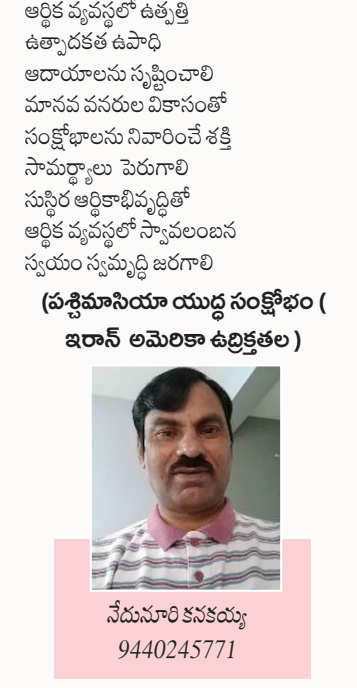 ఆర్థిక వ్యవస్థలో ఉత్పత్తి
ఉత్పాదకత ఉపాధి
ఆదాయాలను సృష్టించాలి
మానవ వనరుల వికాసంతో
సంక్షోభాలను నివారించే శక్తి
సామర్థ్యాలు పెరుగాలి
సుస్థిర ఆర్థికాభివృద్ధితో
ఆర్థిక వ్యవస్థలో స్వావలంబన
స్వయం స్వమృద్ధి జరగాలి
(పశ్చిమాసియా యుద్ధ సంక్షోభం (
ఇరాన్ అమెరికా ఉద్రిక్తతల )
నేదునూరి కనకయ్య
9440245771